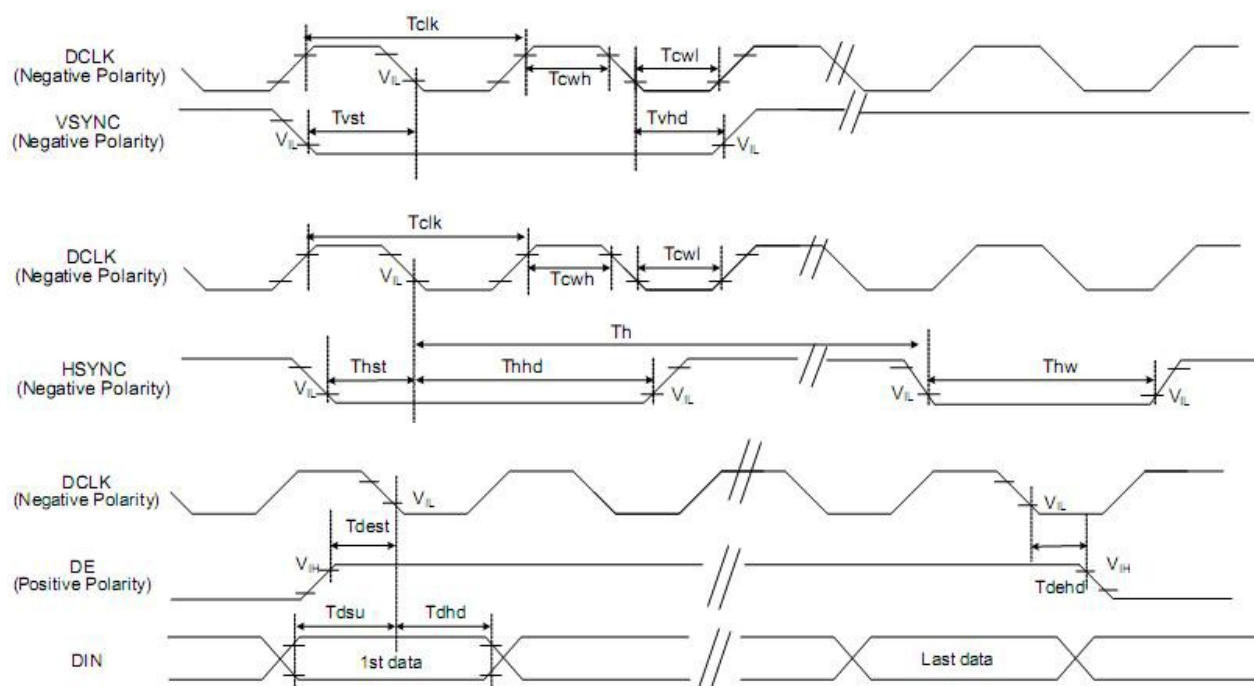 Tclk
DCLK
(Negative Polarity)
VIL
Tcwh
Tcwl
VSYNC
(Negative Polarity)
VIL
Tvst
Tvhd
VIL
Tclk
DCLK
(Negative Polarity)
VIL
Tcwh
Tcwl
Th
HSYNC
(Negative Polarity)
VIL
Thst
Thhd
VIL
VIL
Thw
VIL
DCLK
(Negative Polarity)
VIL
VIL
Tdest
DE
(Positive Polarity)
VIH
VIH
Tdehd
Tdsu
Tdhd
DIN
1st data
Last data